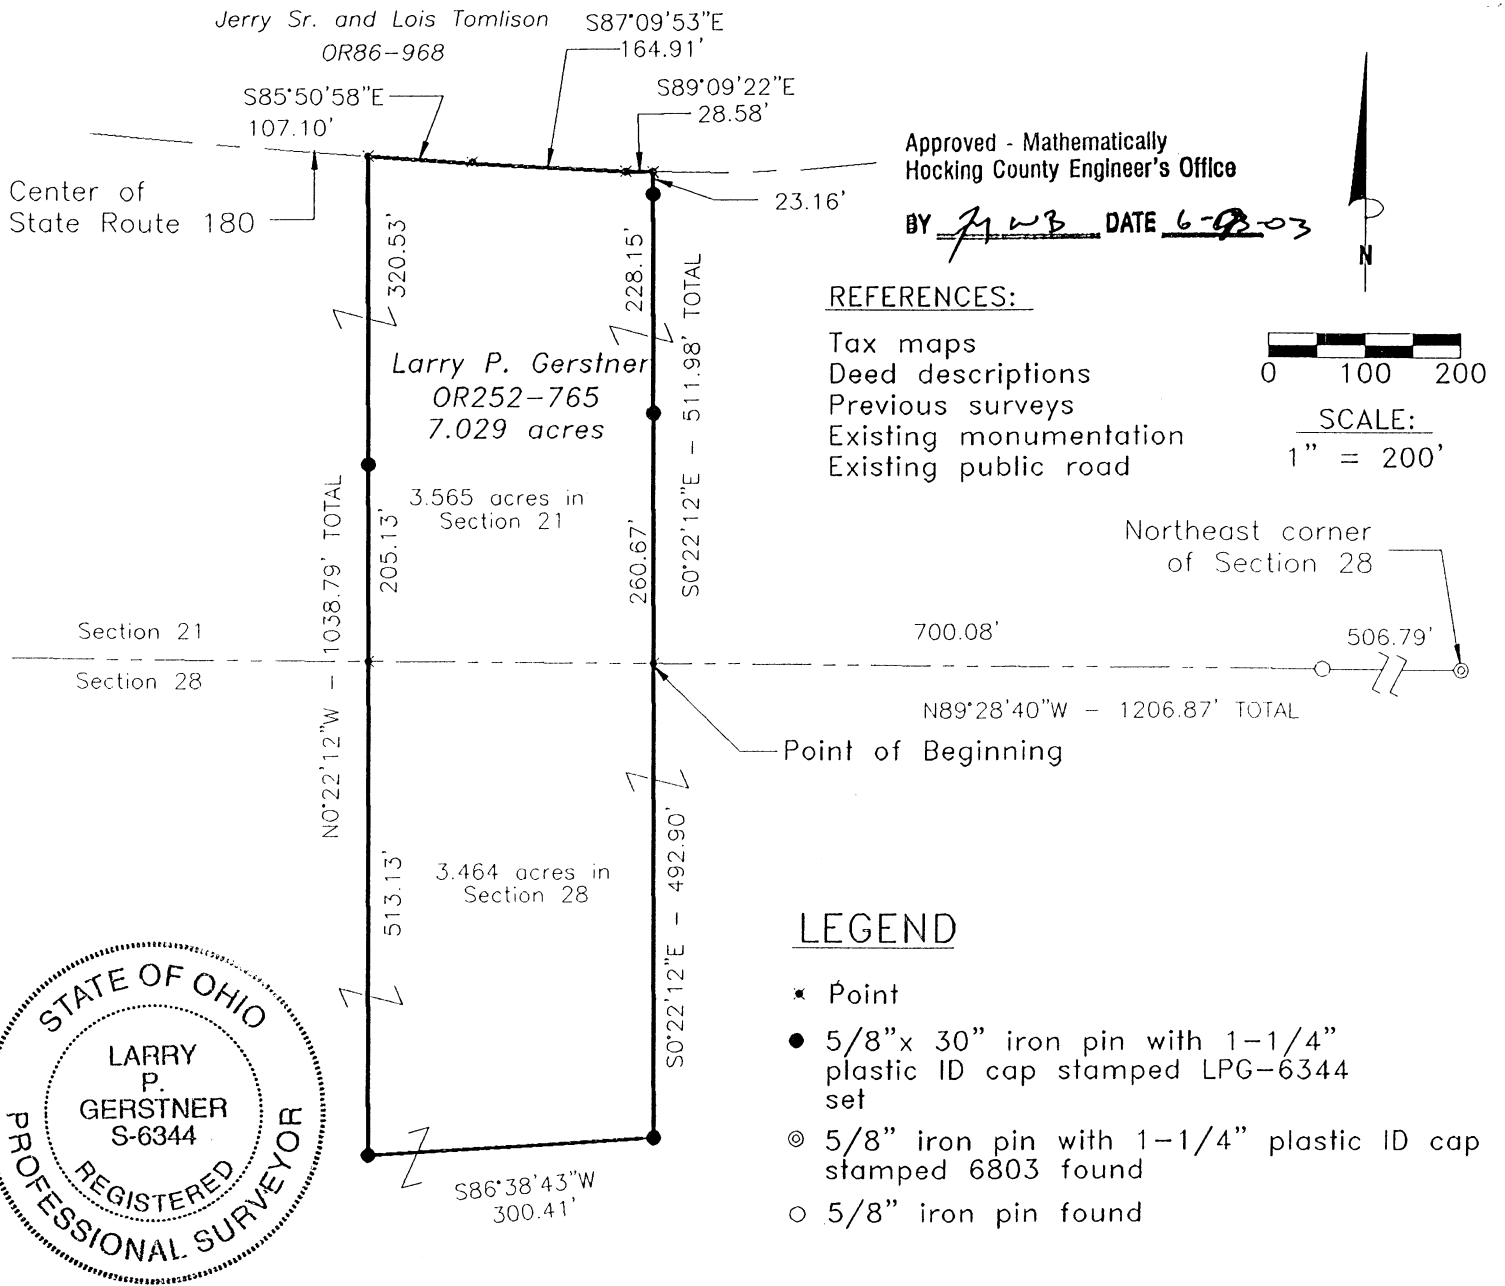 Jerry Sr. and Lois Tomlison
OR86-968
S87°09'53"E
164.91'
S85°50'58"E
107.10'
S89°09'22"E
28.58'
Center of
State Route 180
23.16'
Approved - Mathematically
Hocking County Engineer's Office
BY DATE
N
REFERENCES:
Tax maps
Deed descriptions
Previous surveys
Existing monumentation
Existing public road
0 100 200
SCALE:
1" = 200'
320.53'
228.15'
S0°22'12"E - 511.98' TOTAL
Larry P. Gerstner
OR252-765
7.029 acres
3.565 acres in
Section 21
205.13'
260.67'
N0°22'12"W - 1038.79' TOTAL
Northeast corner
of Section 28
Section 21
Section 28
700.08'
506.79'
N89°28'40"W - 1206.87' TOTAL
Point of Beginning
3.464 acres in
Section 28
513.13'
S0°22'12"E - 492.90'
S86°38'43"W
300.41'
STATE OF OHIO
LARRY
P.
GERSTNER
S-6344
REGISTERED
PROFESSIONAL SURVEYOR
LEGEND
Point
5/8"x 30" iron pin with 1-1/4"
plastic ID cap stamped LPG-6344
set
5/8" iron pin with 1-1/4" plastic ID cap
stamped 6803 found
5/8" iron pin found